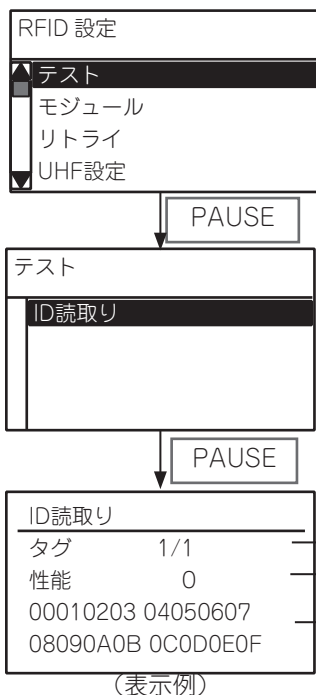 RFID 設定
テスト
モジュール
リトライ
UHF設定
PAUSE
テスト
ID読取り
PAUSE
ID読取り
タグ 1/1
性能 0
00010203 04050607
08090A0B 0C0D0E0F
(表示例)